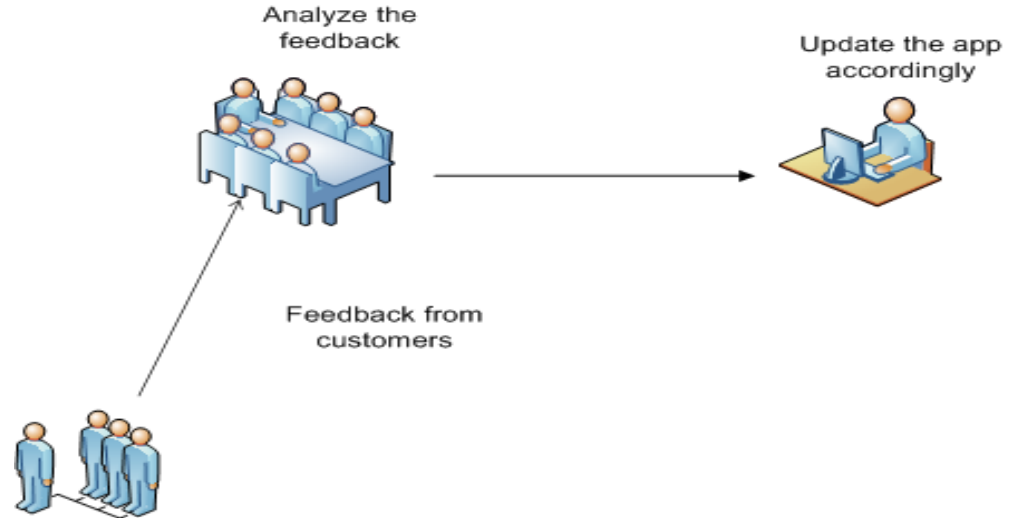 Analyze the
feedback
Update the app
accordingly
Feedback from
customers